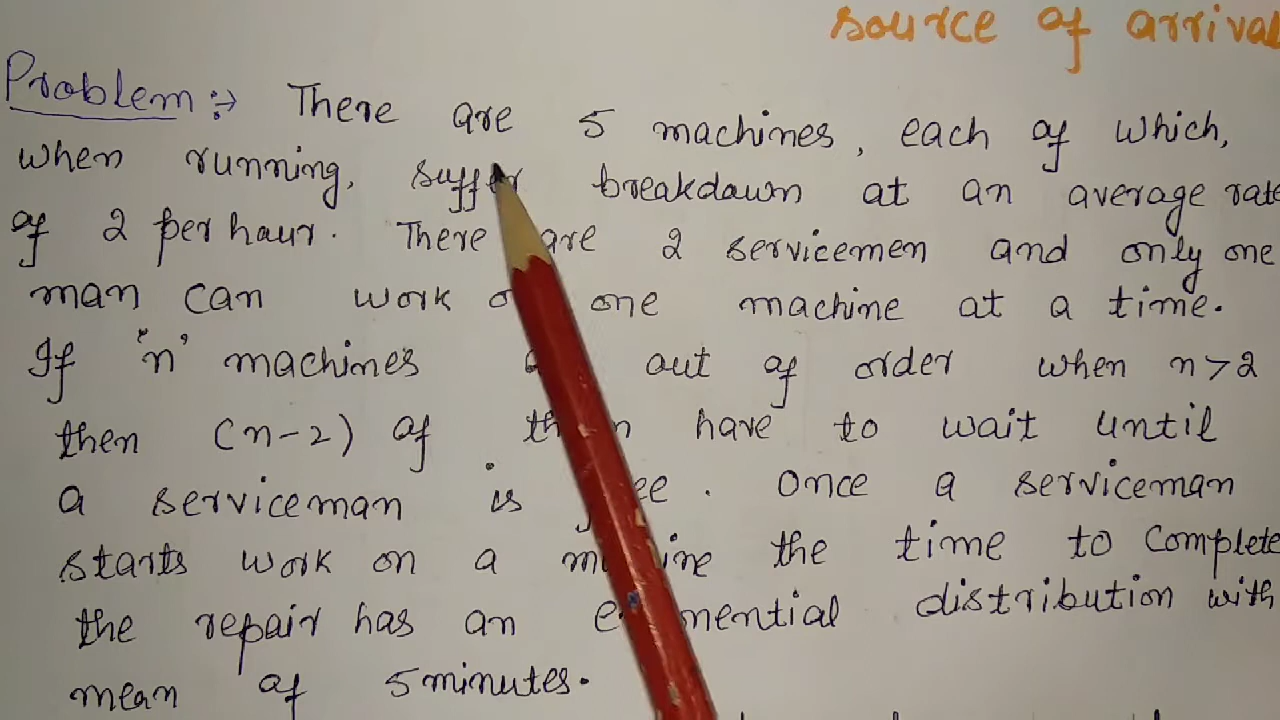 source of arrival
Problem :→ There are 5 machines, each of which,
when running, suffer breakdawn at an average rate
of 2 per hour. There are 2 servicemen and only one
man can work one machine at a time.
If 'n' machines out of order when n>2
then (n-2) of have to wait until
a serviceman is . Once a serviceman
starts work on a the time to complete
the repair has an distribution with
mean of 5 minutes.